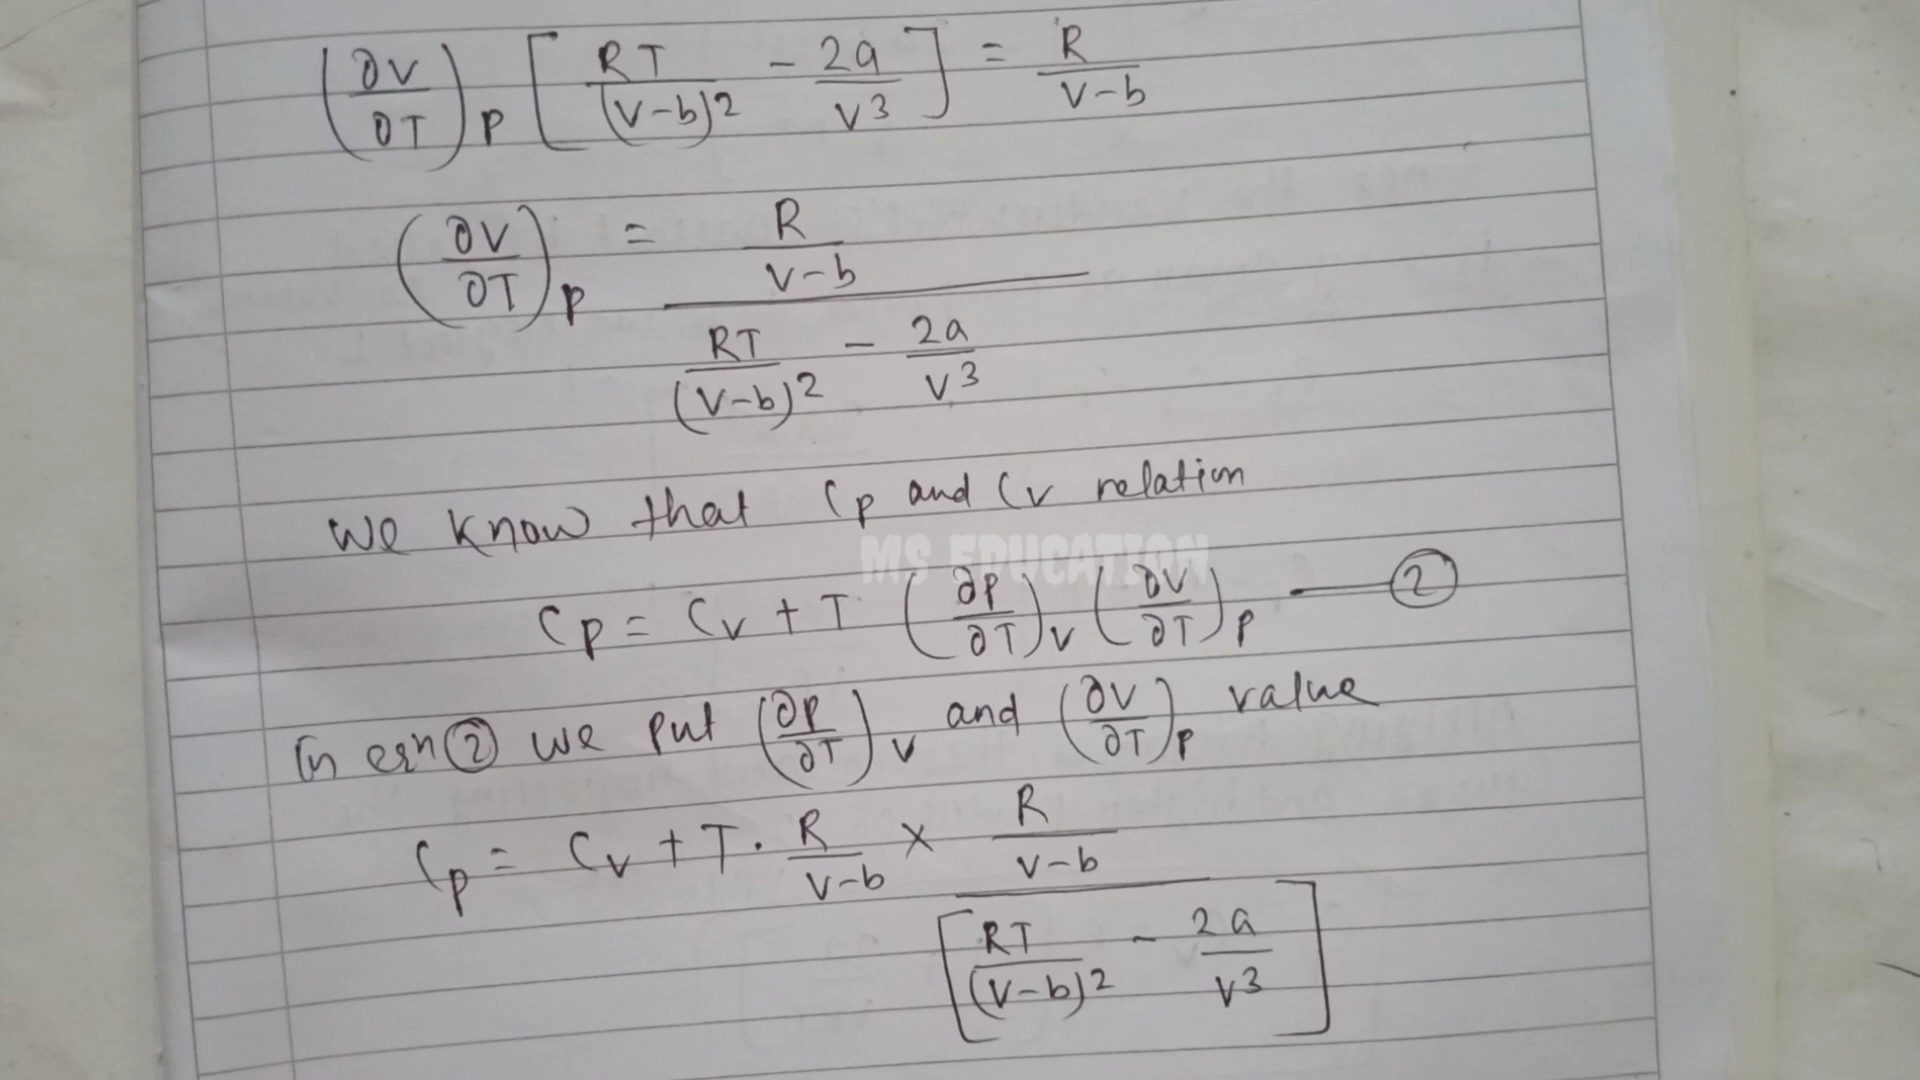 (∂V/∂T)P [RT/(V-b)2 - 2a/V3] = R/V-b
(∂V/∂T)P = R/V-b / RT/(V-b)2 - 2a/V3
We know that Cp and Cv relation
MS EDUCATION
Cp = Cv + T (∂P/∂T)V (∂V/∂T)P — 2
In eqn 2 we put (∂P/∂T)V and (∂V/∂T)P value
Cp = Cv + T. R/V-b × R/V-b / [RT/(V-b)2 - 2a/V3]